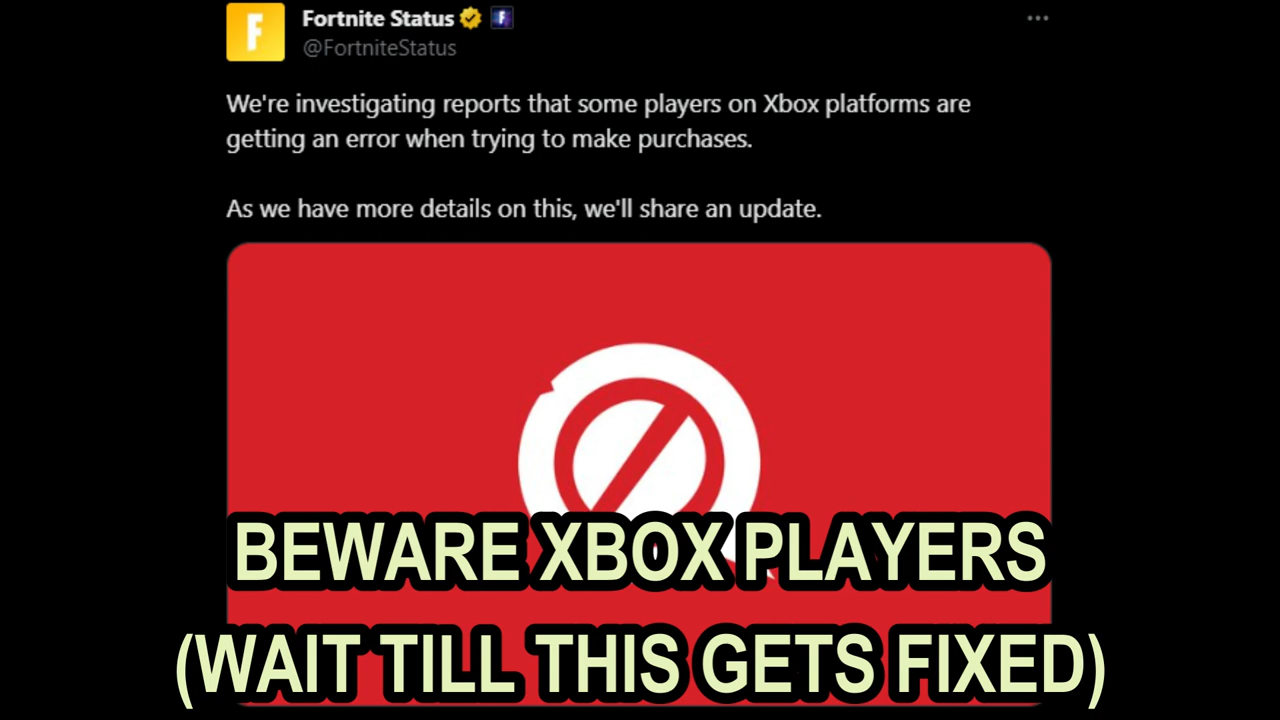 Fortnite Status
@FortniteStatus
We're investigating reports that some players on Xbox platforms are
getting an error when trying to make purchases.
As we have more details on this, we'll share an update.
BEWARE XBOX PLAYERS
(WAIT TILL THIS GETS FIXED)